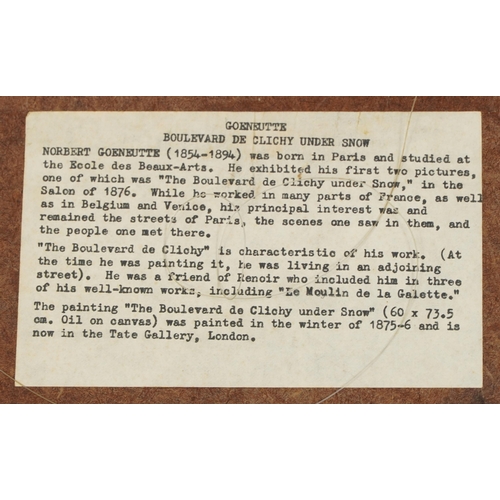 GOENEUTTE
BOULEVARD DE CLICHY UNDER SNOW
NORBERT GOENEUTTE (1854-1894) was born in Paris and studied at
the Ecole des Beaux-Arts. He exhibited his first two pictures,
one of which was "The Boulevard de Clichy under Snow," in the
Salon of 1876. While he worked in many parts of France, as well
as in Belgium and Venice, his principal interest was and
remained the streets of Paris, the scenes one saw in them, and
the people one met there.
"The Boulevard de Clichy" is characteristic of his work. (At
the time he was painting it, he was living in an adjoining
street). He was a friend of Renoir who included him in three
of his well-known works, including "Le Moulin de la Galette."
The painting "The Boulevard de Clichy under Snow" (60 x 73.5
cm. Oil on canvas) was painted in the winter of 1875-6 and is
now in the Tate Gallery, London.